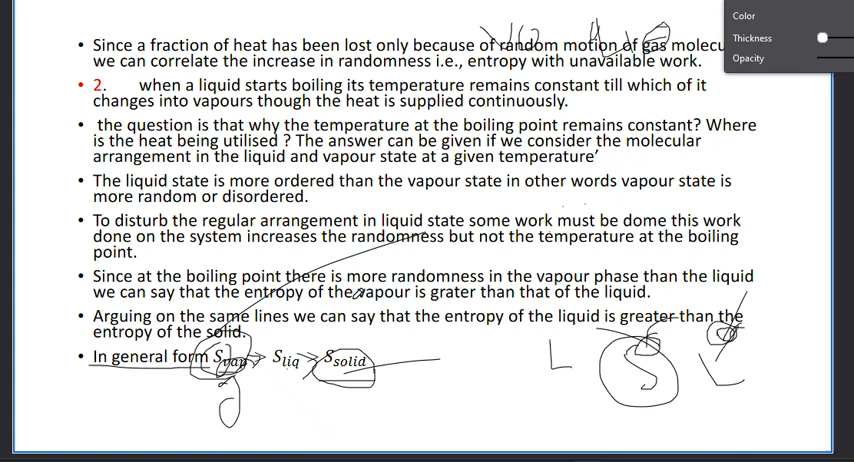 Color
Thickness
Opacity
• Since a fraction of heat has been lost only because of random motion of gas molecu
we can correlate the increase in randomness i.e., entropy with unavailable work.
• 2. when a liquid starts boiling its temperature remains constant till which of it
changes into vapours though the heat is supplied continuously.
• the question is that why the temperature at the boiling point remains constant? Where
is the heat being utilised ? The answer can be given if we consider the molecular
arrangement in the liquid and vapour state at a given temperature’
• The liquid state is more ordered than the vapour state in other words vapour state is
more random or disordered.
• To disturb the regular arrangement in liquid state some work must be dome this work
done on the system increases the randomness but not the temperature at the boiling
point.
• Since at the boiling point there is more randomness in the vapour phase than the liquid
we can say that the entropy of the vapour is grater than that of the liquid.
• Arguing on the same lines we can say that the entropy of the liquid is greater than the
entropy of the solid.
• In general form S_vap > S_liq > S_solid
L S L
g